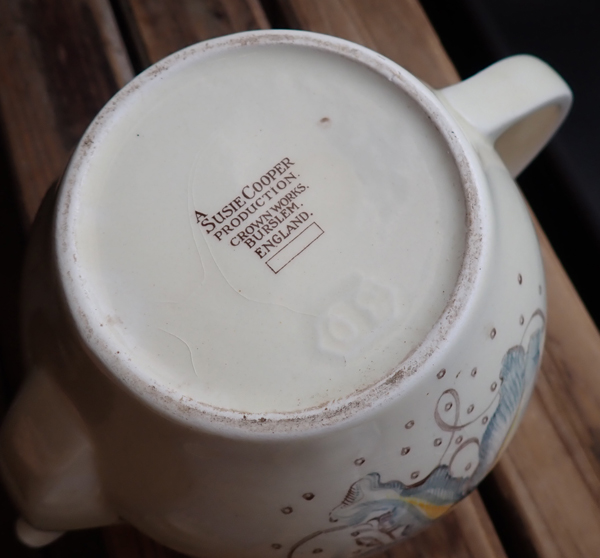 A
SUSIE COOPER
PRODUCTION.
CROWN WORKS.
BURSLEM.
ENGLAND.